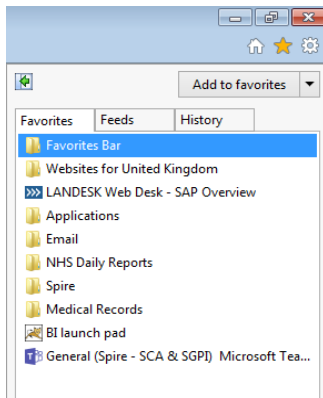 Add to favorites
Favorites Feeds History
Favorites Bar
Websites for United Kingdom
LANDESK Web Desk - SAP Overview
Applications
Email
NHS Daily Reports
Spire
Medical Records
BI launch pad
General (Spire - SCA & SGPI) Microsoft Tea...